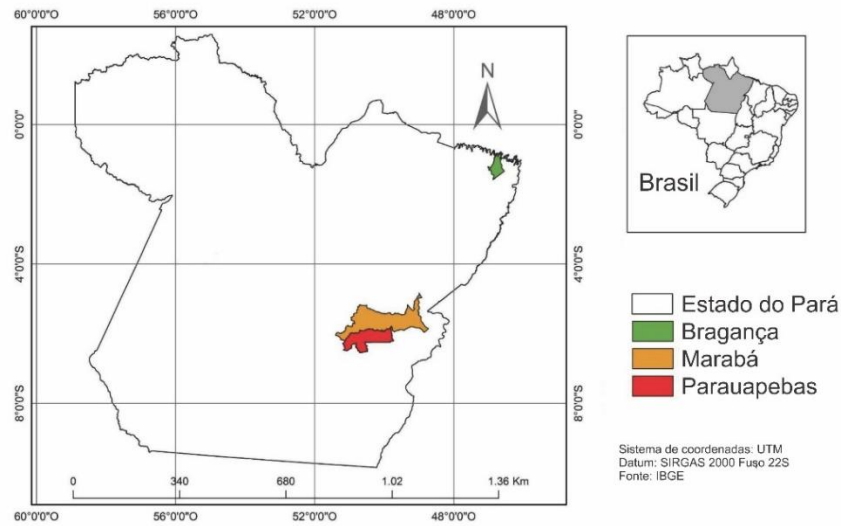 60°0'0"O 56°0'0"O 52°0'0"O 48°0'0"O
N
0°0'0" 0°0'0"
4°0'0"S 4°0'0"S
8°0'0"S 8°0'0"S
0 340 680 1.02 1.36 Km
60°0'0"O 56°0'0"O 52°0'0"O 48°0'0"O
Brasil
Estado do Pará
Bragança
Marabá
Parauapebas
Sistema de coordenadas: UTM
Datum: SIRGAS 2000 Fuso 22S
Fonte: IBGE